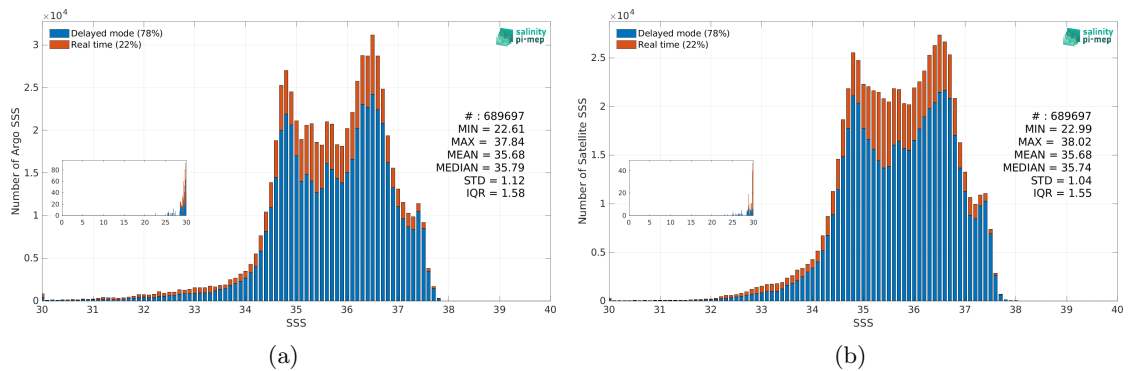 ×10⁴
Delayed mode (78%)
Real time (22%)
salinity
pi-mep
Number of Argo SSS
3
2.5
2
1.5
1
0.5
0
# : 689697
MIN = 22.61
MAX = 37.84
MEAN = 35.68
MEDIAN = 35.79
STD = 1.12
IQR = 1.58
80
60
40
20
0
0 5 10 15 20 25 30
30 31 32 33 34 35 36 37 38 39 40
SSS
(a)
×10⁴
Delayed mode (78%)
Real time (22%)
salinity
pi-mep
Number of Satellite SSS
2.5
2
1.5
1
0.5
0
# : 689697
MIN = 22.99
MAX = 38.02
MEAN = 35.68
MEDIAN = 35.74
STD = 1.04
IQR = 1.55
40
20
0
0 5 10 15 20 25 30
30 31 32 33 34 35 36 37 38 39 40
SSS
(b)